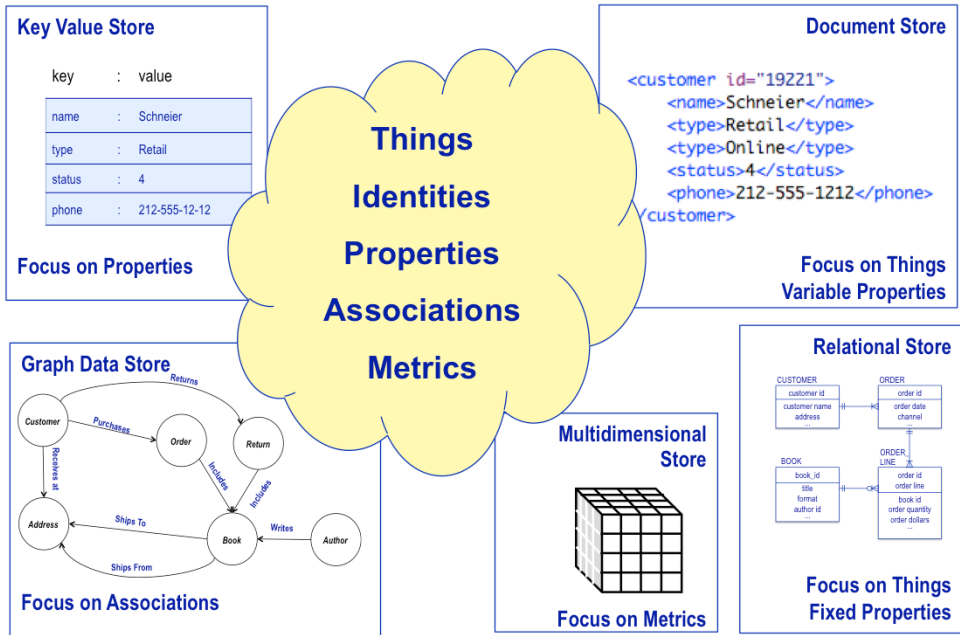 Key Value Store
key : value
name : Schneier
type : Retail
status : 4
phone : 212-555-12-12
Focus on Properties
Things
Identities
Properties
Associations
Metrics
Document Store
<customer id="19221">
<name>Schneier</name>
<type>Retail</type>
<type>Online</type>
<status>4</status>
<phone>212-555-1212</phone>
/customer>
Focus on Things
Variable Properties
Graph Data Store
Returns
Customer
Purchases
Order
Return
Receives at
Includes
Includes
Address
Ships To
Book
Writes
Author
Ships From
Focus on Associations
Multidimensional
Store
Focus on Metrics
Relational Store
CUSTOMER
customer id
customer name
address
...
ORDER
order id
order date
channel
...
BOOK
book_id
title
format
author id
...
ORDER_
LINE
order id
order line
book id
order quantity
order dollars
...
Focus on Things
Fixed Properties